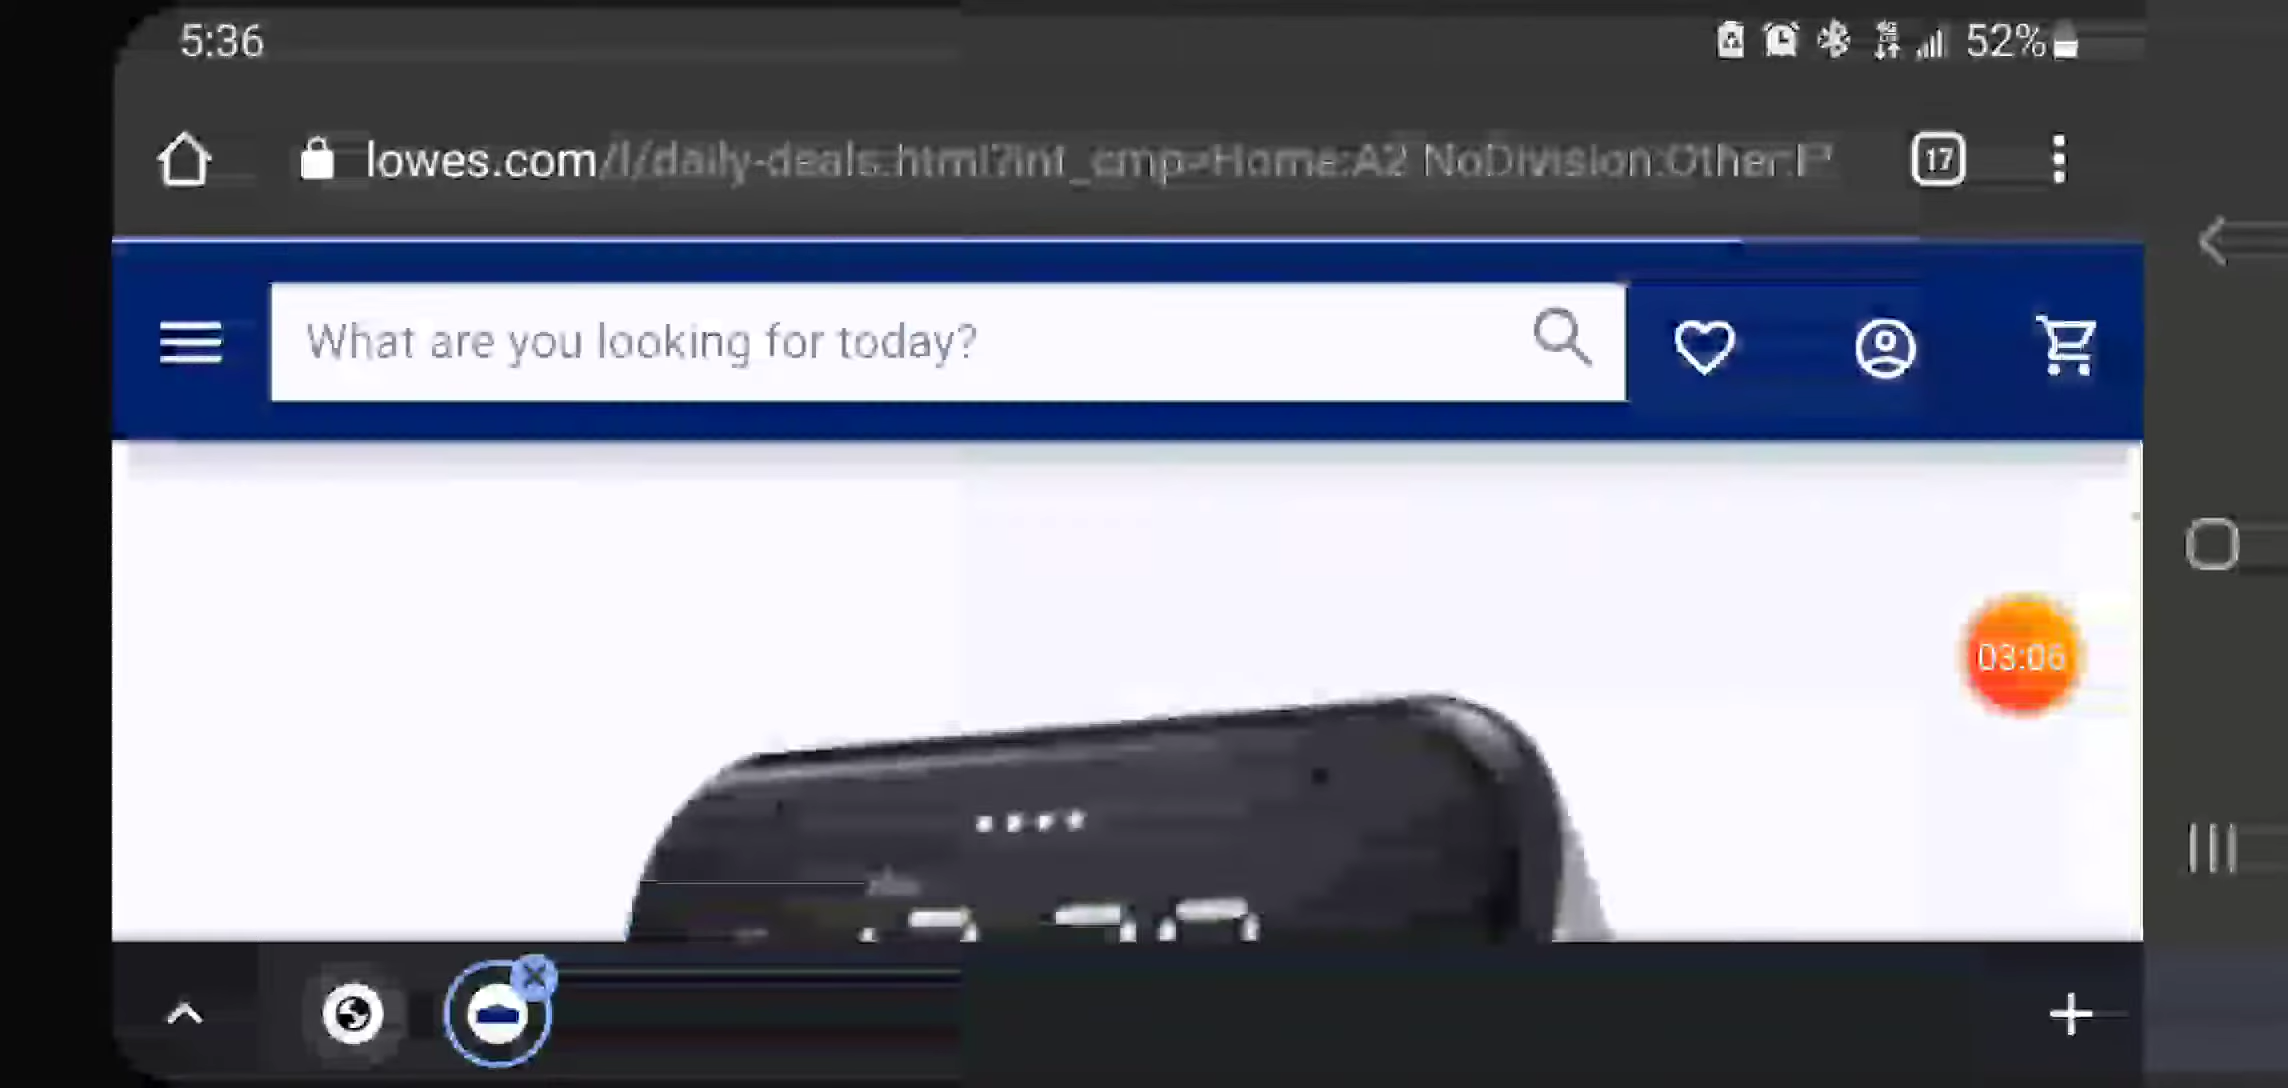 5:36
52%
lowes.com/l/daily-deals.html?int_cmp=Home:A2 NoDivision:Other:
17
What are you looking for today?
03:06